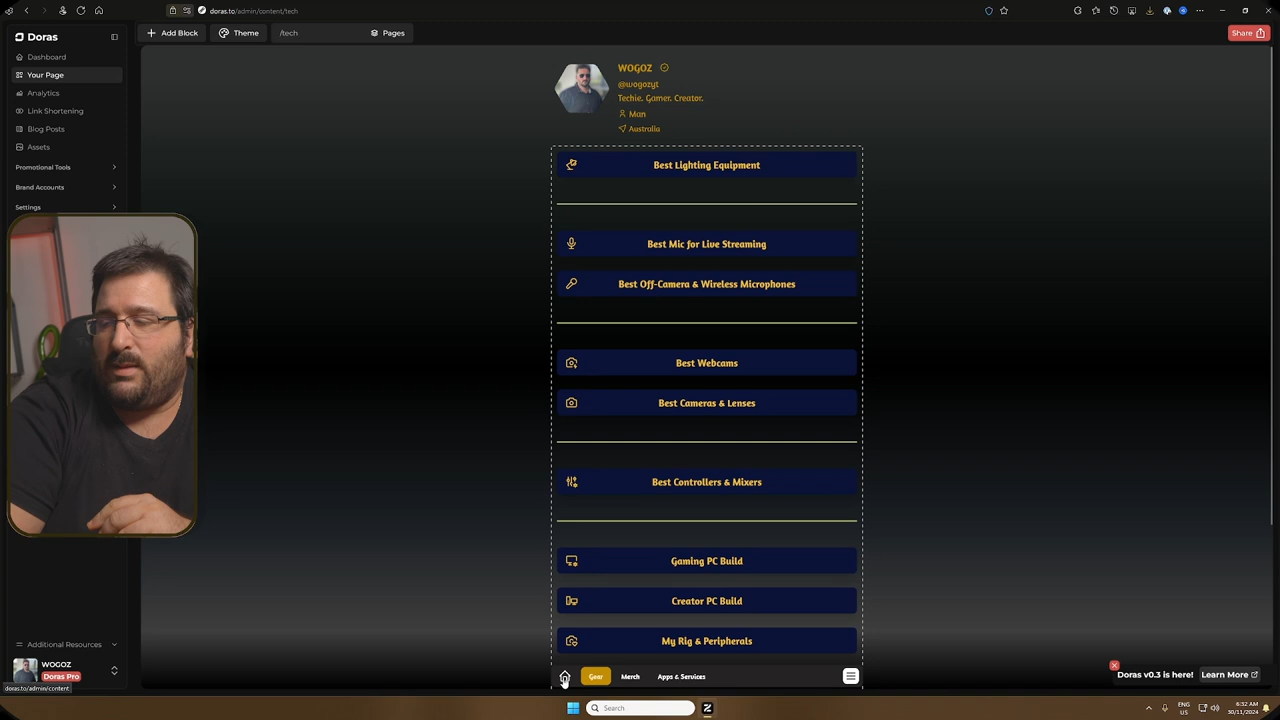 doras.to/admin/content/tech
Doras
Add Block
Theme
/tech
Pages
Share
Dashboard
Your Page
Analytics
Link Shortening
Blog Posts
Assets
Promotional Tools
Brand Accounts
Settings
WOGOZ
@wogozyt
Techie. Gamer. Creator.
Man
Australia
Best Lighting Equipment
Best Mic for Live Streaming
Best Off-Camera & Wireless Microphones
Best Webcams
Best Cameras & Lenses
Best Controllers & Mixers
Gaming PC Build
Creator PC Build
My Rig & Peripherals
Gear
Merch
Apps & Services
Additional Resources
WOGOZ
Doras Pro
doras.to/admin/content
Doras v0.3 is here!
Learn More
Search
ENG
US
6:32 AM
30/11/2024